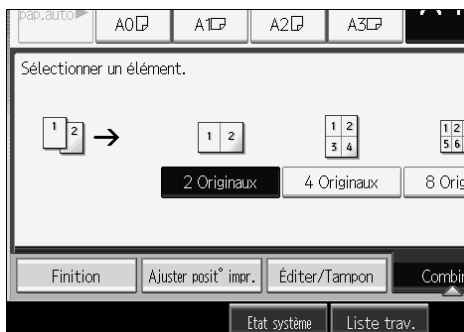 pap.auto▶ A0 A1 A2 A3
Sélectionner un élément.
1 2 → 1 2 1 2 3 4 1 2 5 6
2 Originaux 4 Originaux 8 Orig
Finition Ajuster posit° impr. Éditer/Tampon Combin
Etat système Liste trav.